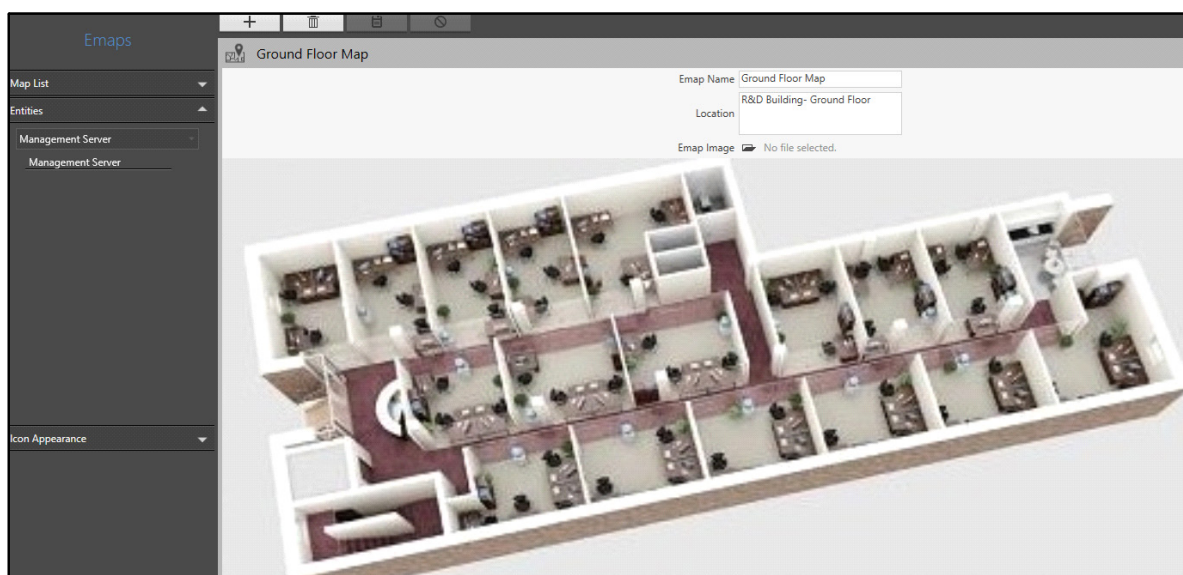 Emaps
Map List
Entities
Management Server
Management Server
Icon Appearance
Ground Floor Map
Emap Name Ground Floor Map
Location R&D Building- Ground Floor
Emap Image No file selected.